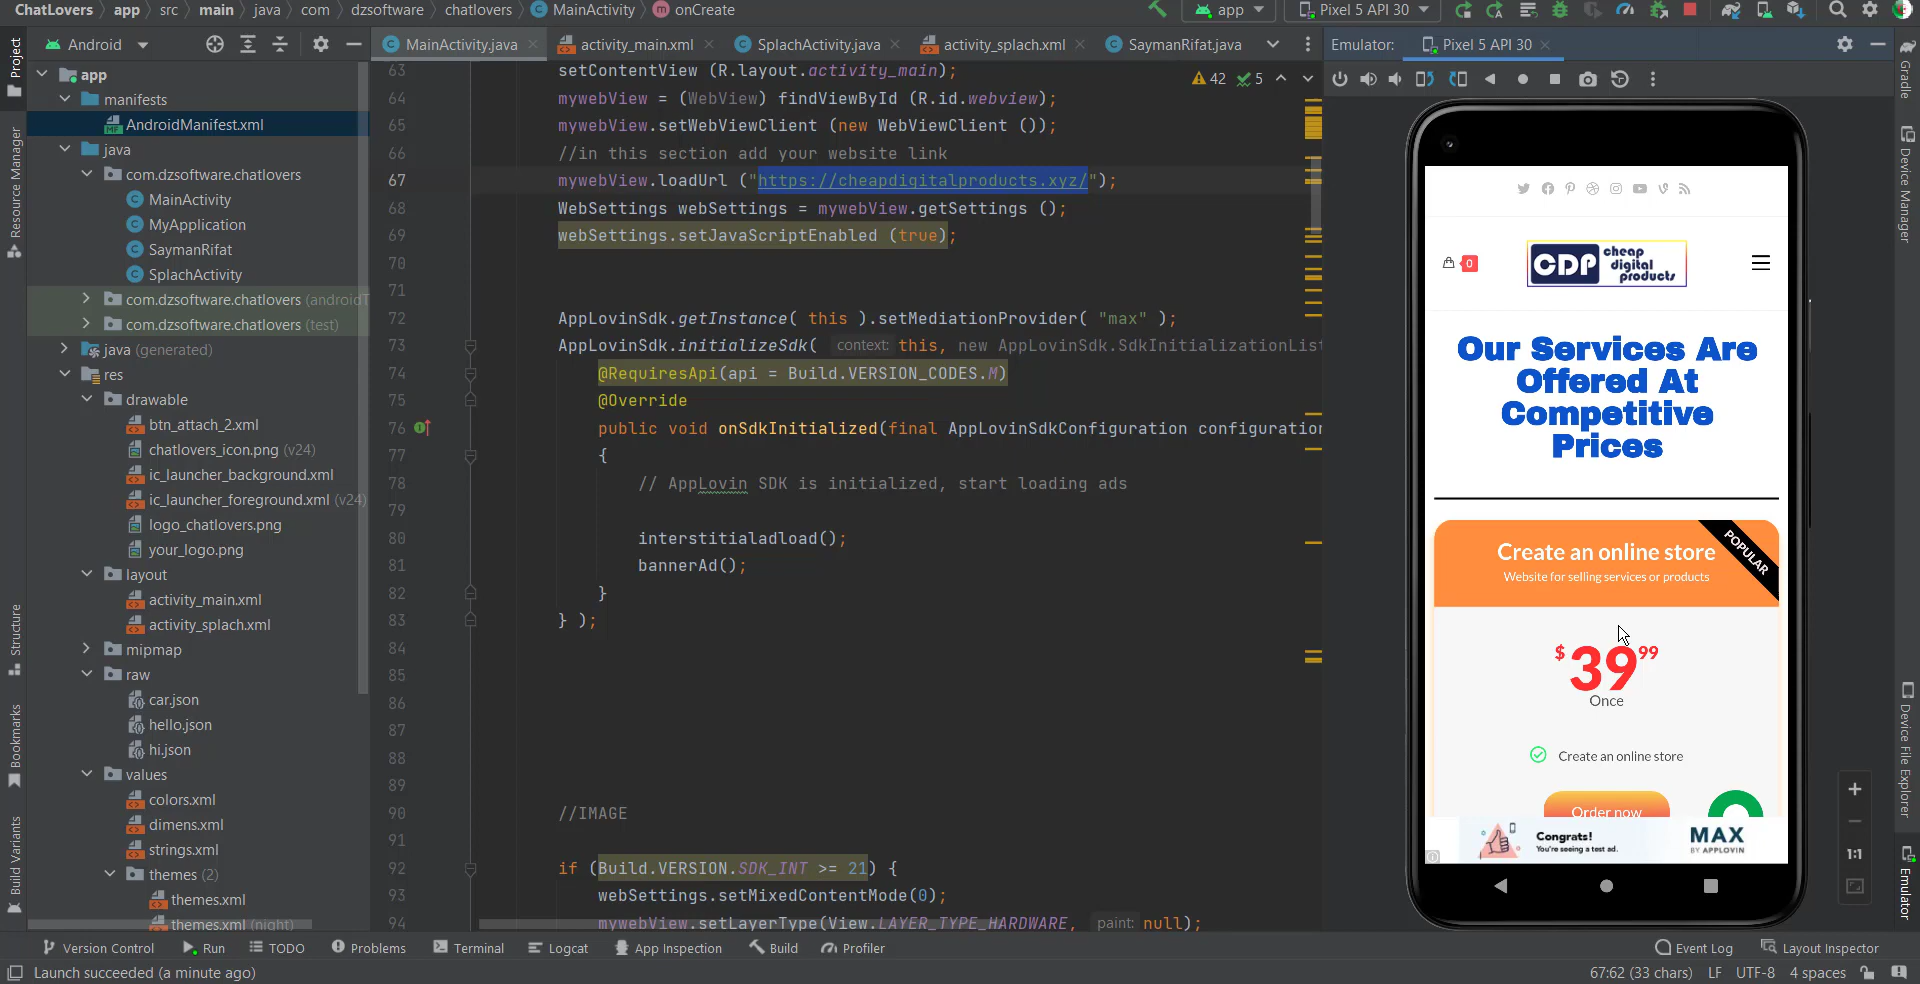 ChatLovers app src main java com dzsoftware chatlovers MainActivity onCreate
app Pixel 5 API 30
Android
MainActivity.java activity_main.xml SplachActivity.java activity_splach.xml SaymanRifat.java
Emulator: Pixel 5 API 30
Project
Resource Manager
Structure
Bookmarks
Build Variants
app
manifests
AndroidManifest.xml
java
com.dzsoftware.chatlovers
MainActivity
MyApplication
SaymanRifat
SplachActivity
com.dzsoftware.chatlovers (androidT
com.dzsoftware.chatlovers (test)
java (generated)
res
drawable
btn_attach_2.xml
chatlovers_icon.png (v24)
ic_launcher_background.xml
ic_launcher_foreground.xml (v24)
logo_chatlovers.png
your_logo.png
layout
activity_main.xml
activity_splach.xml
mipmap
raw
car.json
hello.json
hi.json
values
colors.xml
dimens.xml
strings.xml
themes (2)
themes.xml
themes.xml (night)
42 5
63 setContentView (R.layout.activity_main);
64 mywebView = (WebView) findViewById (R.id.webview);
65 mywebView.setWebViewClient (new WebViewClient ());
66 //in this section add your website link
67 mywebView.loadUrl ("https://cheapdigitalproducts.xyz/");
68 WebSettings webSettings = mywebView.getSettings ();
69 webSettings.setJavaScriptEnabled (true);
70
71
72 AppLovinSdk.getInstance( this ).setMediationProvider( "max" );
73 AppLovinSdk.initializeSdk( context: this, new AppLovinSdk.SdkInitializationList
74 @RequiresApi(api = Build.VERSION_CODES.M)
75 @Override
76 public void onSdkInitialized(final AppLovinSdkConfiguration configuration
77 {
78 // AppLovin SDK is initialized, start loading ads
79
80 interstitialadload();
81 bannerAd();
82 }
83 } );
84
85
86
87
88
89
90 //IMAGE
91
92 if (Build.VERSION.SDK_INT >= 21) {
93 webSettings.setMixedContentMode(0);
94 mywebView.setLayerType(View.LAYER_TYPE_HARDWARE, paint: null);
0
CDP cheap
digital
products
Our Services Are
Offered At
Competitive
Prices
POPULAR
Create an online store
Website for selling services or products
$ 39 99
Once
Create an online store
Order now
Congrats!
You're seeing a test ad.
MAX
BY APPLOVIN
1:1
Gradle
Device Manager
Device File Explorer
Emulator
Version Control Run TODO Problems Terminal Logcat App Inspection Build Profiler Event Log Layout Inspector
Launch succeeded (a minute ago) 67:62 (33 chars) LF UTF-8 4 spaces